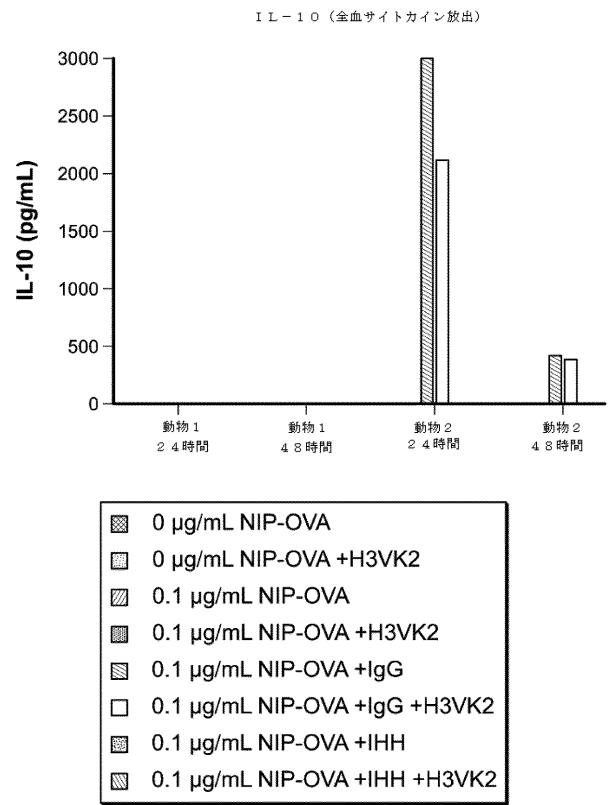 ＩＬ－１０（全血サイトカイン放出）
3000
2500
2000
1500
1000
500
0
IL-10 (pg/mL)
動物１
２４時間
動物１
４８時間
動物２
２４時間
動物２
４８時間
0 µg/mL NIP-OVA
0 µg/mL NIP-OVA +H3VK2
0.1 µg/mL NIP-OVA
0.1 µg/mL NIP-OVA +H3VK2
0.1 µg/mL NIP-OVA +IgG
0.1 µg/mL NIP-OVA +IgG +H3VK2
0.1 µg/mL NIP-OVA +IHH
0.1 µg/mL NIP-OVA +IHH +H3VK2